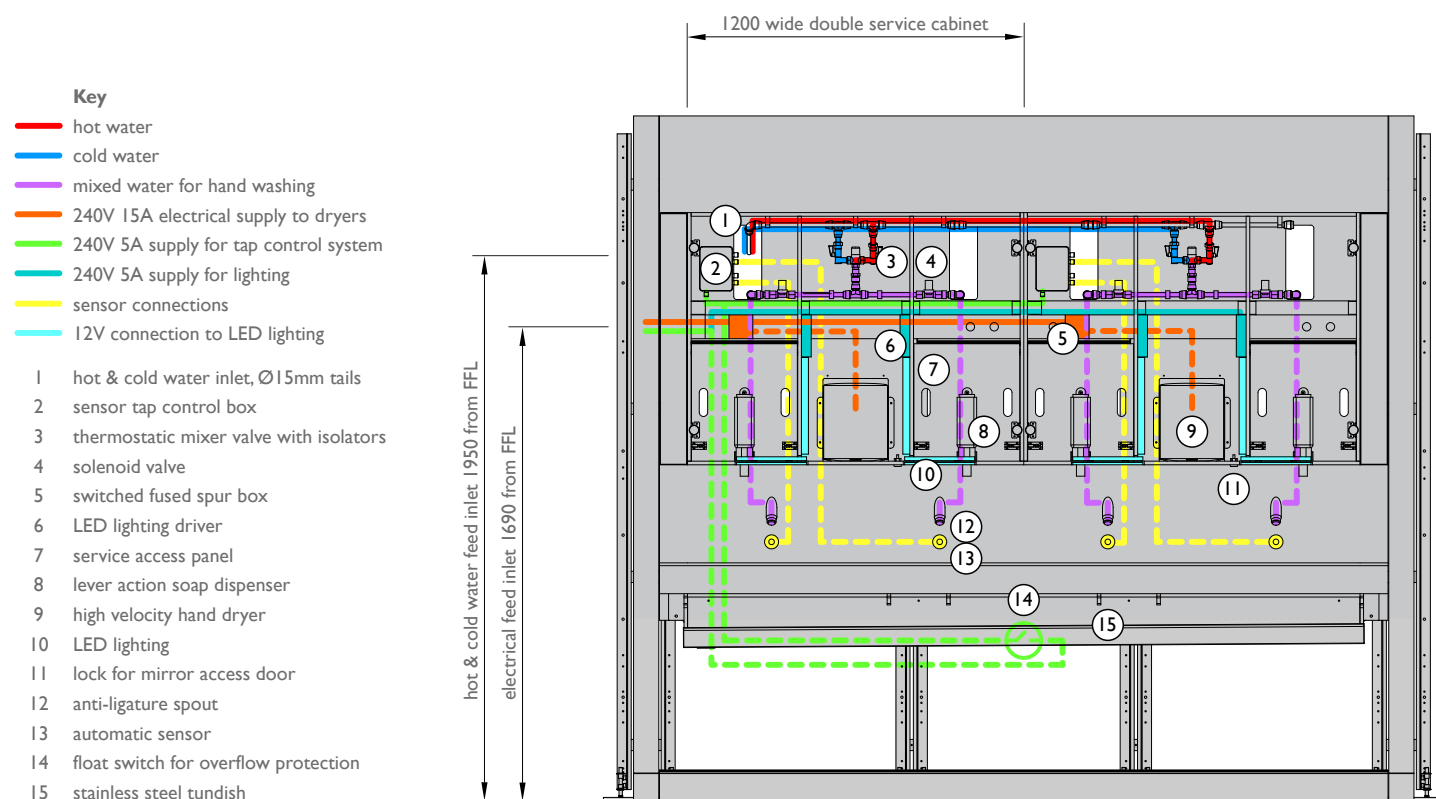 1200 wide double service cabinet
Key
hot water
cold water
mixed water for hand washing
240V 15A electrical supply to dryers
240V 5A supply for tap control system
240V 5A supply for lighting
sensor connections
12V connection to LED lighting
1 hot & cold water inlet, Ø15mm tails
2 sensor tap control box
3 thermostatic mixer valve with isolators
4 solenoid valve
5 switched fused spur box
6 LED lighting driver
7 service access panel
8 lever action soap dispenser
9 high velocity hand dryer
10 LED lighting
11 lock for mirror access door
12 anti-ligature spout
13 automatic sensor
14 float switch for overflow protection
15 stainless steel tundish
hot & cold water feed inlet 1950 from FFL
electrical feed inlet 1690 from FFL
1
2
3
4
5
6
7
8
9
10
11
12
13
14
15